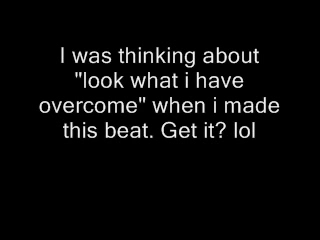 I was thinking about
"look what i have
overcome" when i made
this beat. Get it? lol